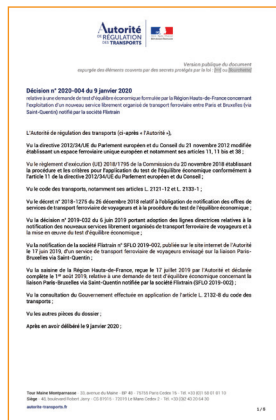 Autorité
DE RÉGULATION
DES TRANSPORTS
Version publique du document
expurgée des éléments couverts par des secrets protégés par la loi
Décision n° 2020-004 du 9 janvier 2020
relative à une demande de test d'équilibre économique formulée par la Région Hauts-de-France concernant
l'exploitation d'un nouveau service librement organisé de transport ferroviaire entre Paris et Bruxelles (via
Saint-Quentin) notifié par la société Flixtrain
L'Autorité de régulation des transports (ci-après « l'Autorité »),
Vu la directive 2012/34/UE du Parlement européen et du Conseil du 21 novembre 2012 modifiée
établissant un espace ferroviaire unique européen et notamment ses articles 11, 11 bis et 38 ;
Vu le règlement d'exécution (UE) 2018/1795 de la Commission du 20 novembre 2018 établissant
la procédure et les critères pour l'application du test de l'équilibre économique conformément à
l'article 11 de la directive 2012/34/UE du Parlement européen et du Conseil ;
Vu le code des transports, notamment ses articles L. 2121-12 et L. 2133-1 ;
Vu le décret n° 2018-1275 du 26 décembre 2018 relatif à l'obligation de notification des offres de
services de transport ferroviaire de voyageurs et à la procédure du test de l'équilibre économique ;
Vu la décision n° 2019-032 du 6 juin 2019 portant adoption des lignes directrices relatives à la
notification des nouveaux services librement organisés de transport ferroviaire de voyageurs et à
la mise en œuvre du test d'équilibre économique ;
Vu la notification de la société Flixtrain n° SFLO 2019-002, publiée sur le site internet de l'Autorité
le 17 juin 2019, d'un service de transport ferroviaire de voyageurs envisagé sur la liaison Paris-
Bruxelles via Saint-Quentin ;
Vu la saisine de la Région Hauts-de-France, reçue le 17 juillet 2019 par l'Autorité et déclarée
complète le 1er août 2019, relative à une demande de test d'équilibre économique concernant la
liaison Paris-Bruxelles via Saint-Quentin notifiée par la société Flixtrain (SFLO 2019-002) ;
Vu la consultation du Gouvernement effectuée en application de l'article L. 2132-8 du code des
transports ;
Vu les autres pièces du dossier ;
Après en avoir délibéré le 9 janvier 2020 ;
autorite-transports.fr